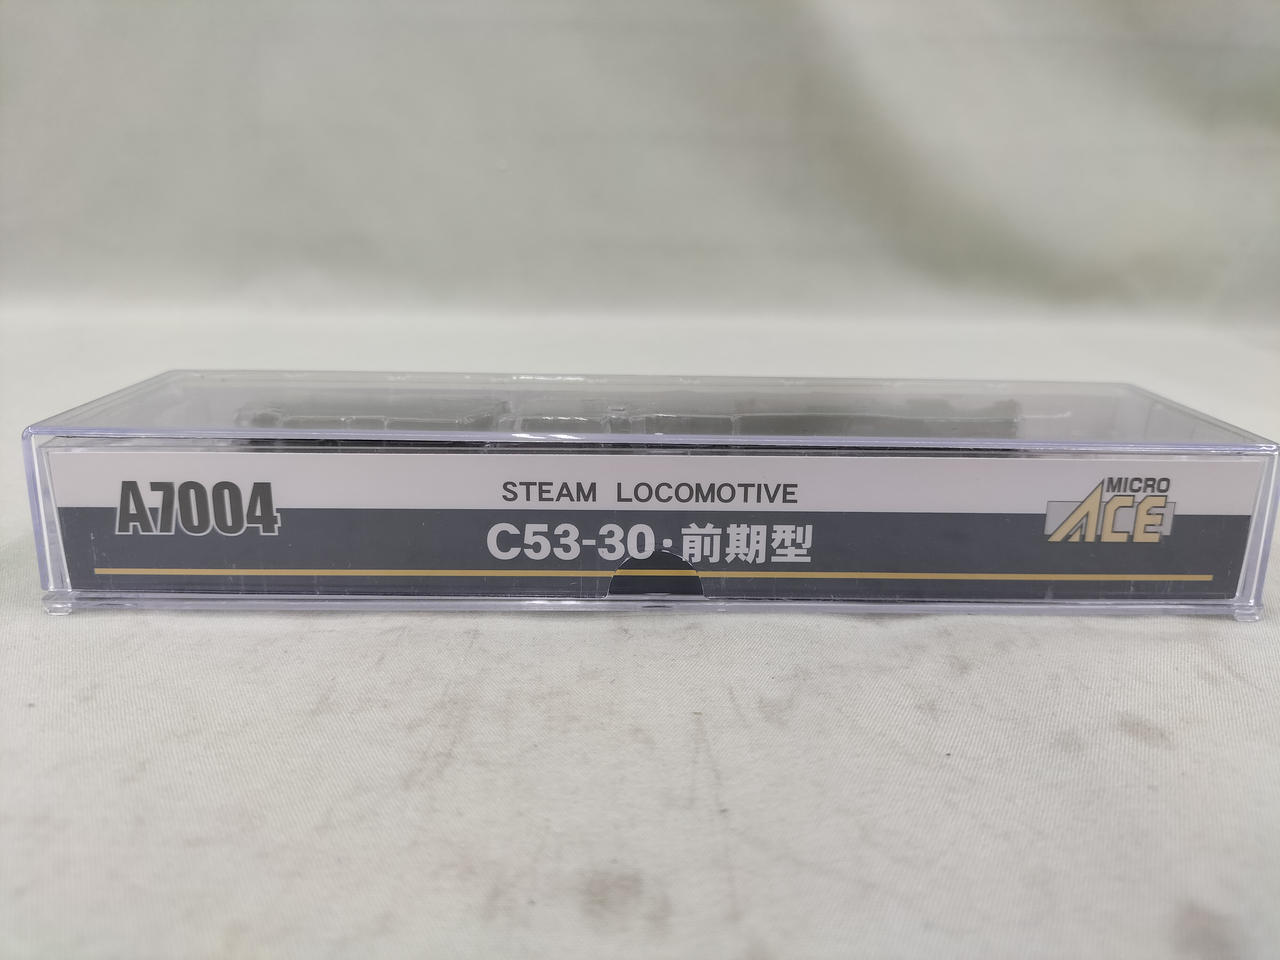 A7004
STEAM LOCOMOTIVE
C53-30・前期型
MICRO
ACE